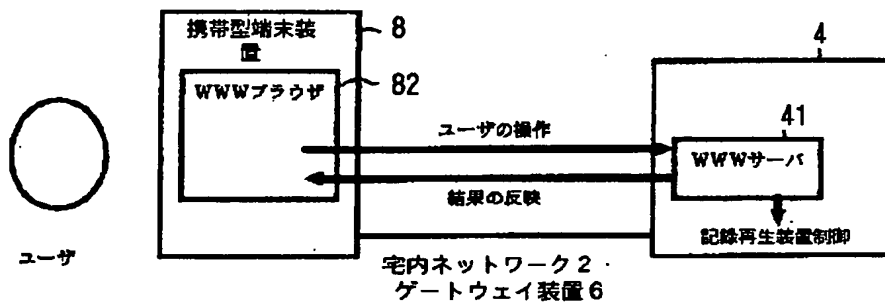 携帯型端末装
置
8
WWWブラウザ
82
4
41
WWWサーバ
ユーザの操作
結果の反映
記録再生装置制御
ユーザ
宅内ネットワーク2
ゲートウェイ装置6